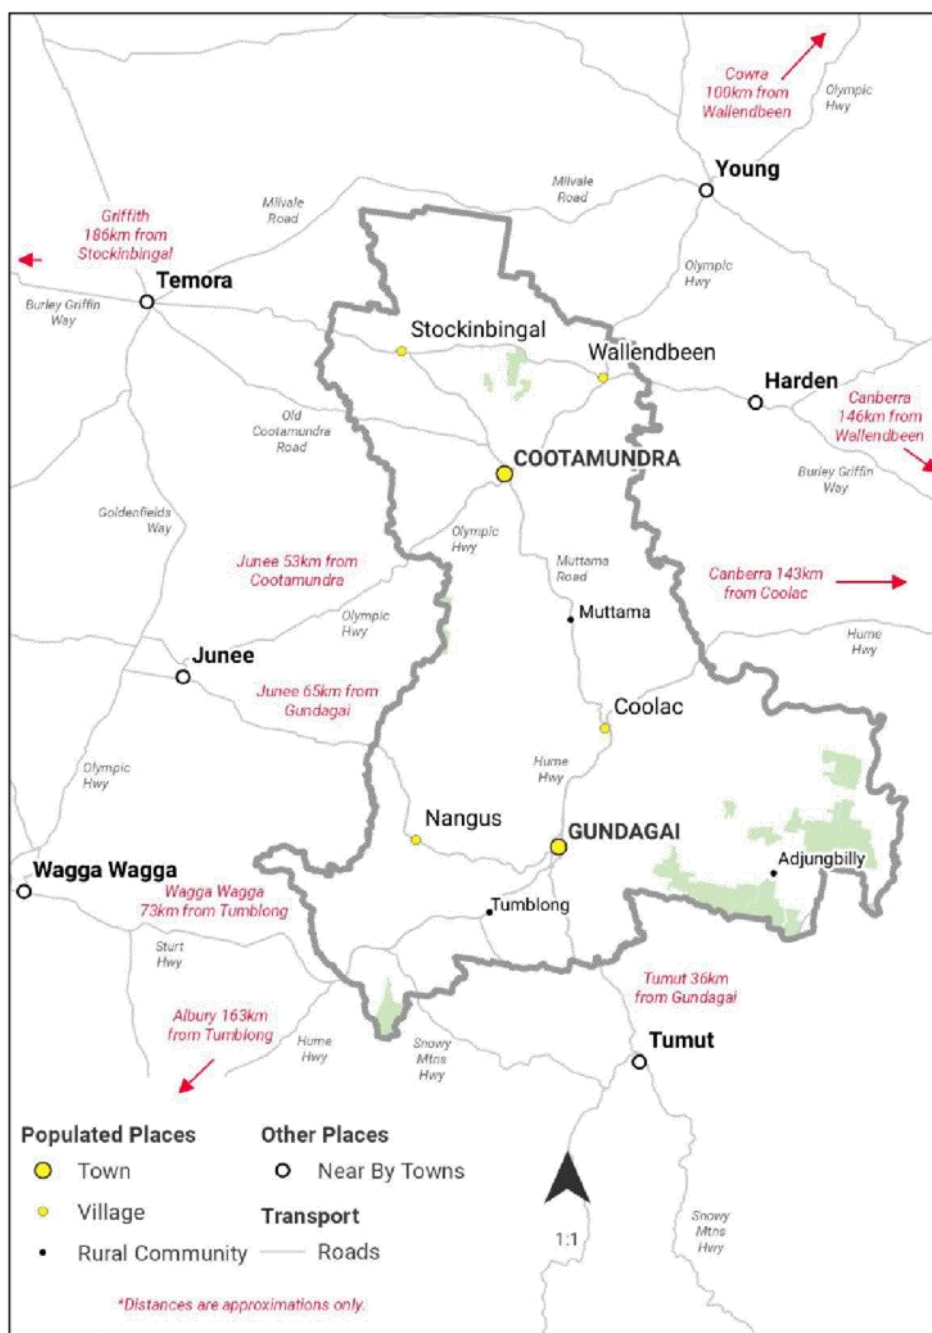 Cowra
100km from
Wallendbeen
Olympic
Hwy
Young
Milvale
Road
Milvale
Road
Griffith
186km from
Stockinbingal
Olympic
Hwy
Temora
Burley Griffin
Way
Stockinbingal
Wallendbeen
Harden
Canberra
146km from
Wallendbeen
Old
Cootamundra
Road
COOTAMUNDRA
Burley Griffin
Way
Goldenfields
Way
Olympic
Hwy
Junee 53km from
Cootamundra
Muttama
Road
Canberra 143km
from Coolac
Olympic
Hwy
Muttama
Hume
Hwy
Junee
Junee 65km from
Gundagai
Coolac
Olympic
Hwy
Hume
Hwy
Nangus
GUNDAGAI
Adjungbilly
Wagga Wagga
Wagga Wagga
73km from Tumblong
Tumblong
Sturt
Hwy
Tumut 36km
from Gundagai
Albury 163km
from Tumblong
Hume
Hwy
Snowy
Mtns
Hwy
Tumut
Populated Places
Town
Village
Rural Community
Other Places
Near By Towns
Transport
Roads
1:1
Snowy
Mtns
Hwy
*Distances are approximations only.